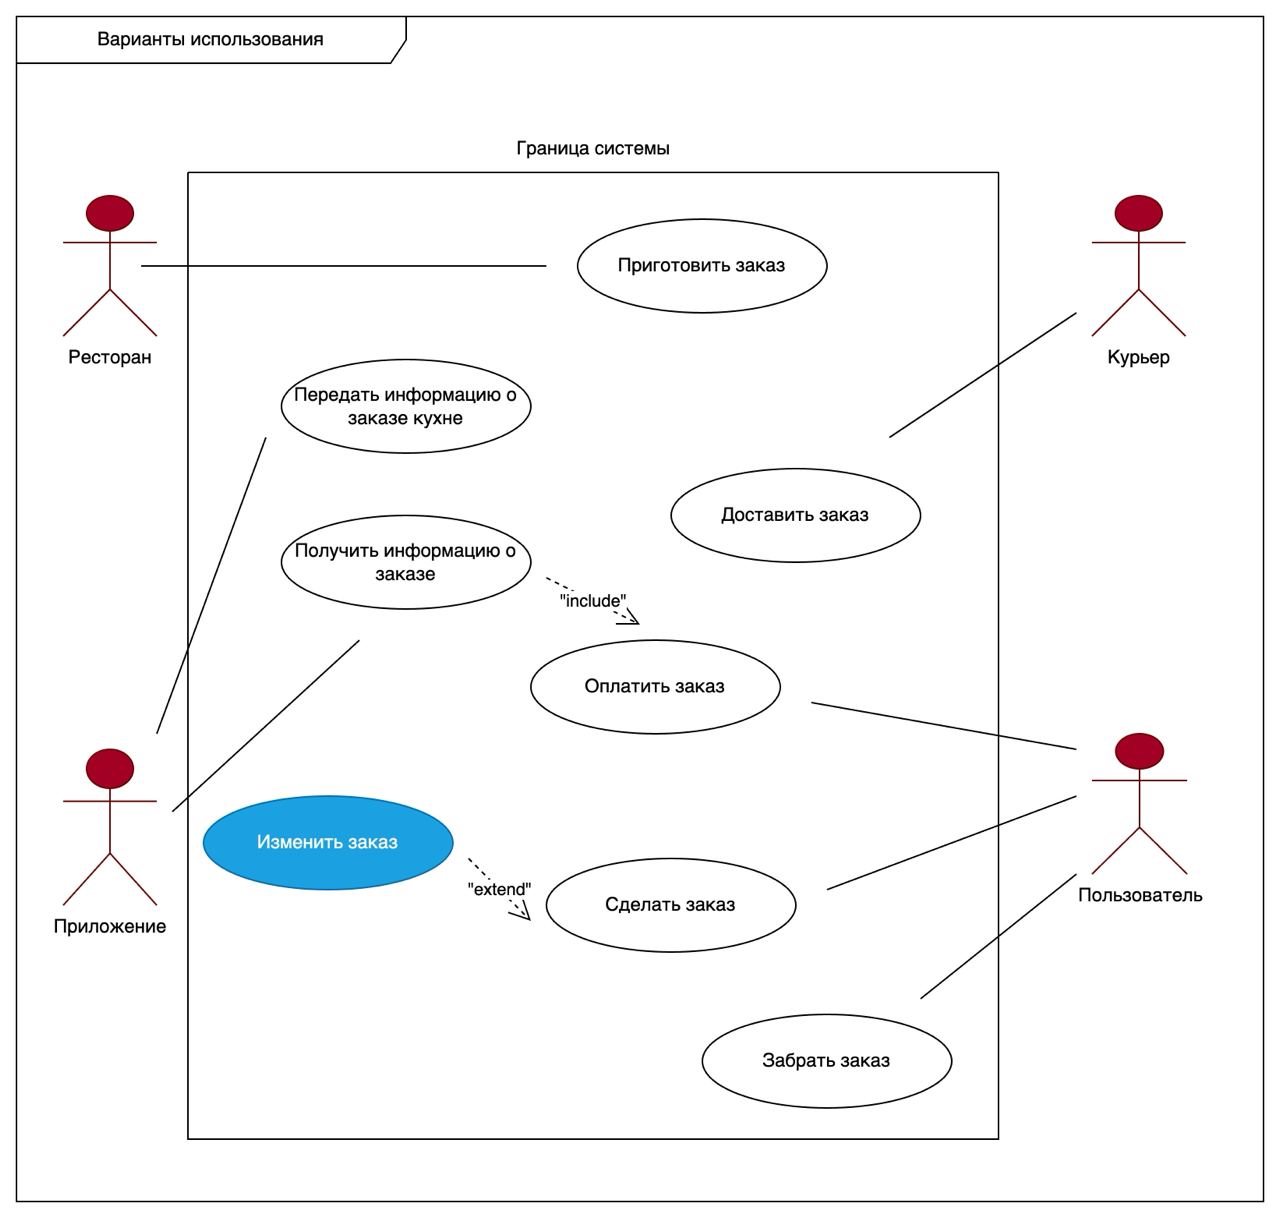 Варианты использования
Граница системы
Приготовить заказ
Ресторан
Курьер
Передать информацию о
заказе кухне
Доставить заказ
Получить информацию о
заказе
"include"
Оплатить заказ
Изменить заказ
"extend"
Сделать заказ
Пользователь
Приложение
Забрать заказ